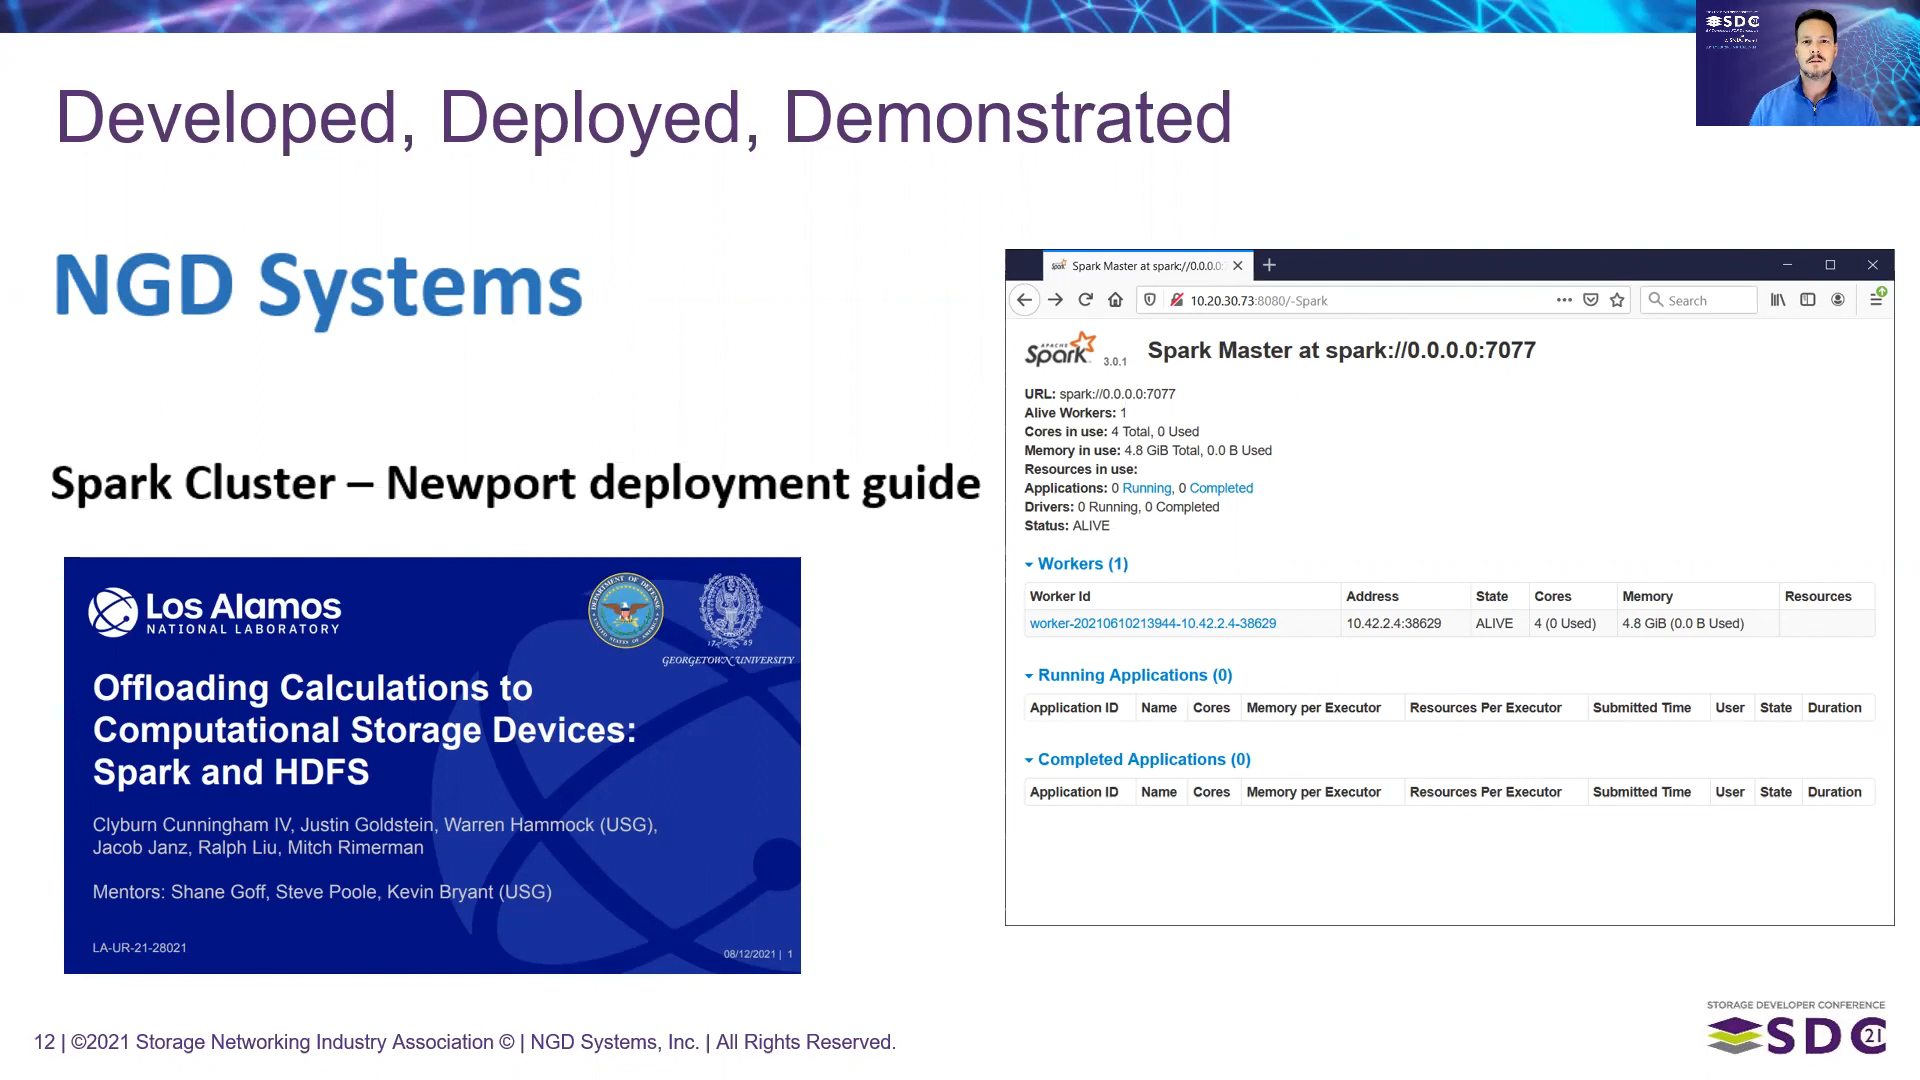 SDC
Developed, Deployed, Demonstrated
NGD Systems
Spark Cluster – Newport deployment guide
Los Alamos
NATIONAL LABORATORY
DEPARTMENT OF DEFENSE
UNITED STATES OF AMERICA
17 89
GEORGETOWN UNIVERSITY
Offloading Calculations to
Computational Storage Devices:
Spark and HDFS
Clyburn Cunningham IV, Justin Goldstein, Warren Hammock (USG),
Jacob Janz, Ralph Liu, Mitch Rimerman
Mentors: Shane Goff, Steve Poole, Kevin Bryant (USG)
LA-UR-21-28021
08/12/2021 | 1
Spark Master at spark://0.0.0.0:
10.20.30.73:8080/-Spark
Search
APACHE
Spark 3.0.1
Spark Master at spark://0.0.0.0:7077
URL: spark://0.0.0.0:7077
Alive Workers: 1
Cores in use: 4 Total, 0 Used
Memory in use: 4.8 GiB Total, 0.0 B Used
Resources in use:
Applications: 0 Running, 0 Completed
Drivers: 0 Running, 0 Completed
Status: ALIVE
Workers (1)
Worker Id Address State Cores Memory Resources
worker-20210610213944-10.42.2.4-38629 10.42.2.4:38629 ALIVE 4 (0 Used) 4.8 GiB (0.0 B Used)
Running Applications (0)
Application ID Name Cores Memory per Executor Resources Per Executor Submitted Time User State Duration
Completed Applications (0)
Application ID Name Cores Memory per Executor Resources Per Executor Submitted Time User State Duration
12 | ©2021 Storage Networking Industry Association © | NGD Systems, Inc. | All Rights Reserved.
STORAGE DEVELOPER CONFERENCE
SDC 21